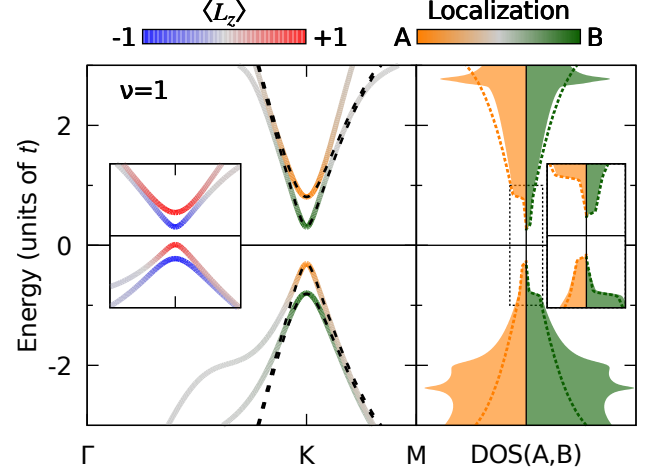 ⟨L_z⟩ Localization
-1 +1 A B
ν=1
2
0
-2
Energy (units of t)
Γ K M DOS(A,B)